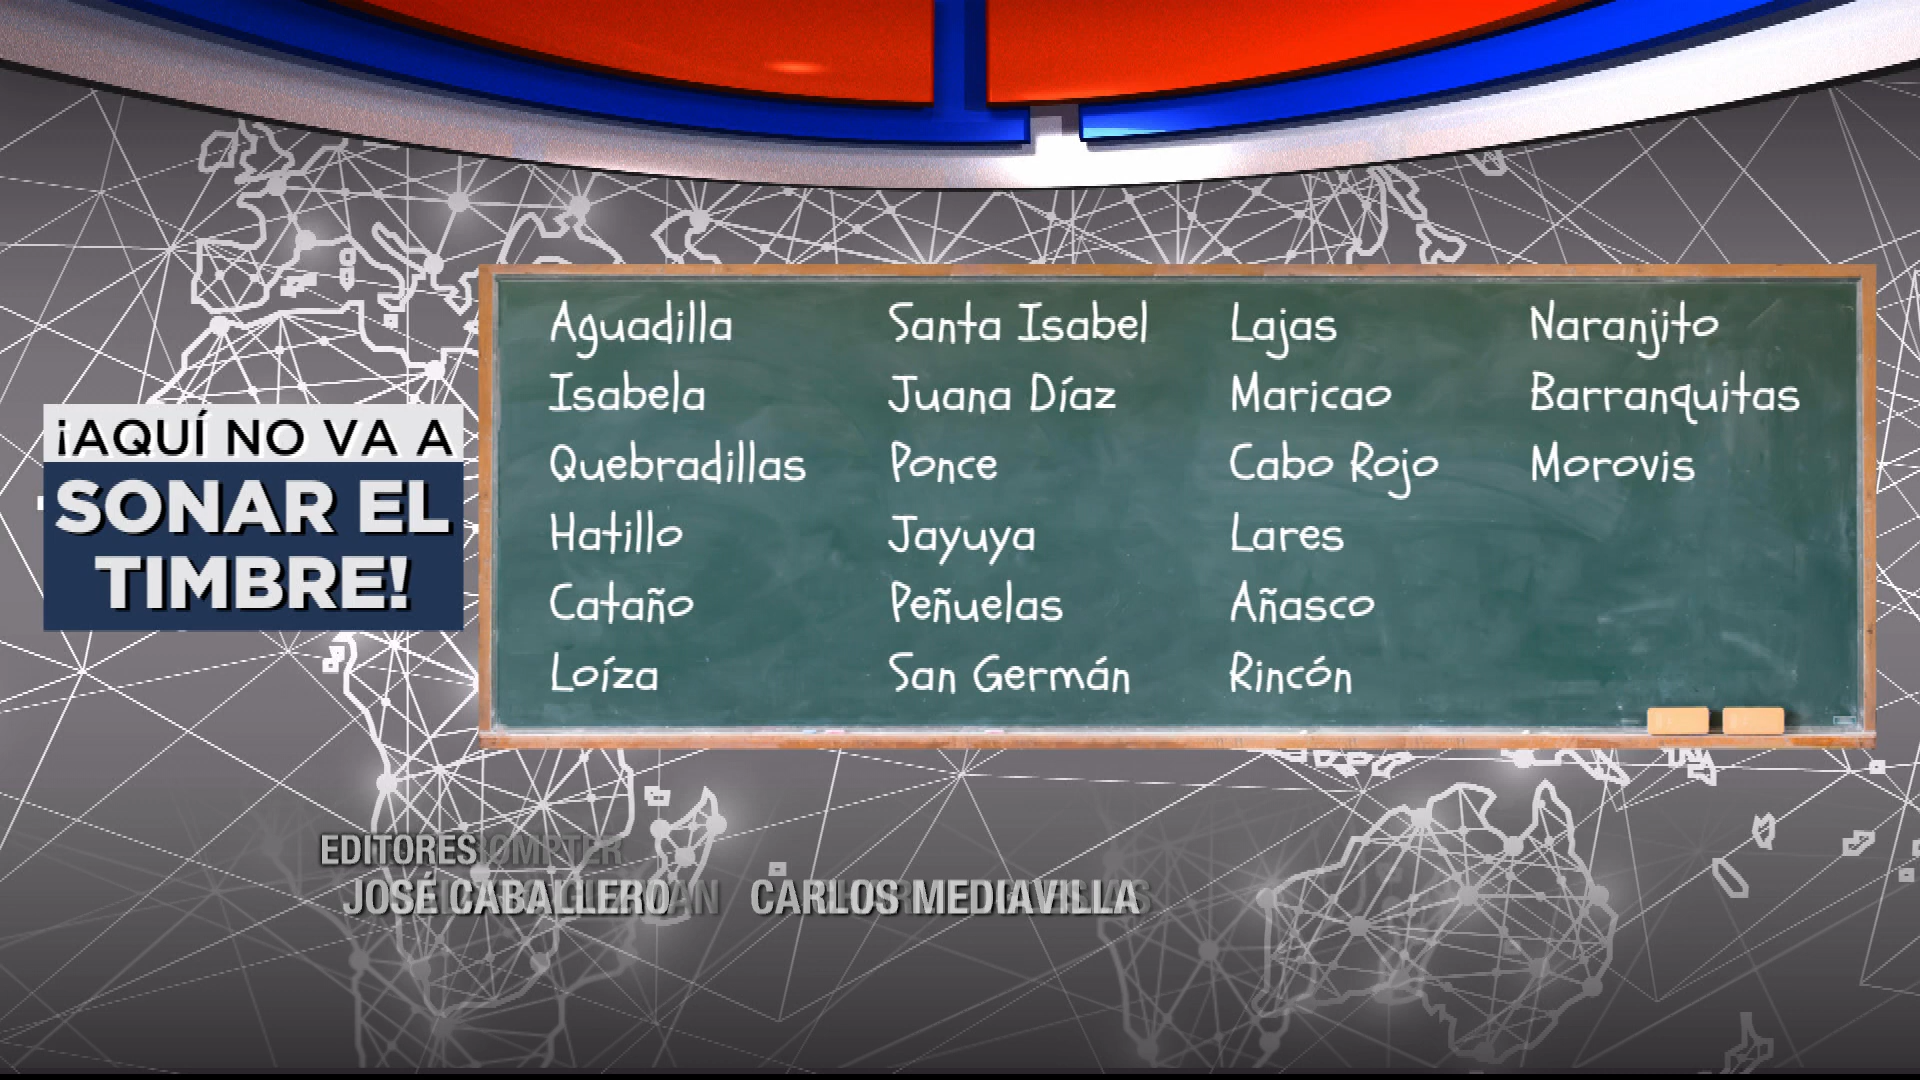 ¡AQUÍ NO VA A
SONAR EL
TIMBRE!
Aguadilla
Isabela
Quebradillas
Hatillo
Cataño
Loíza
Santa Isabel
Juana Díaz
Ponce
Jayuya
Peñuelas
San Germán
Lajas
Maricao
Cabo Rojo
Lares
Añasco
Rincón
Naranjito
Barranquitas
Morovis
EDITORES
JOSÉ CABALLERO CARLOS MEDIAVILLA